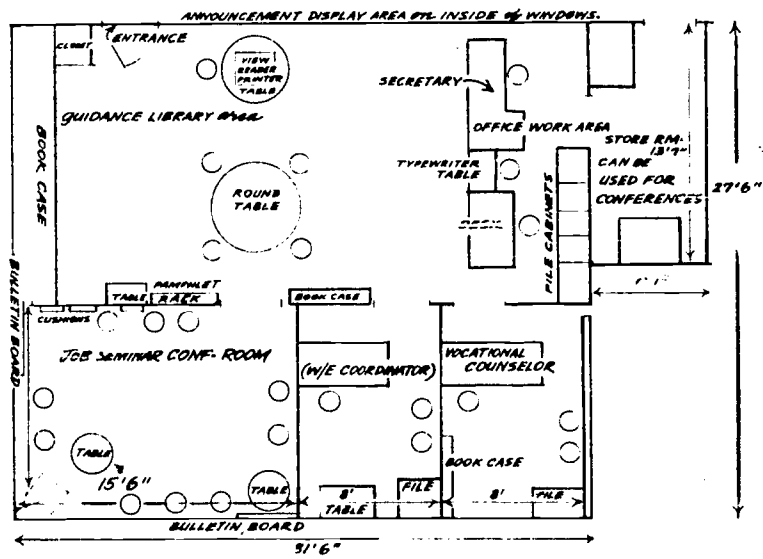 ANNOUNCEMENT DISPLAY AREA on INSIDE of WINDOWS.
CLOSET
ENTRANCE
VIEW
READER
PRINTER
TABLE
SECRETARY
GUIDANCE LIBRARY area
OFFICE WORK AREA
BOOK CASE
STORE RM.
13'7"
CAN BE
USED FOR
CONFERENCES
TYPEWRITER
TABLE
27'6"
ROUND
TABLE
DESK
FILE CABINETS
BULLETIN BOARD
TABLE
PAMPHLET
RACK
BOOK CASE
CUSHIONS
JOB SEMINAR CONF. ROOM
(W/E COORDINATOR)
VOCATIONAL
COUNSELOR
TABLE
15'6"
TABLE
BOOK CASE
8'
TABLE
FILE
8'
FILE
BULLETIN BOARD
31'6"